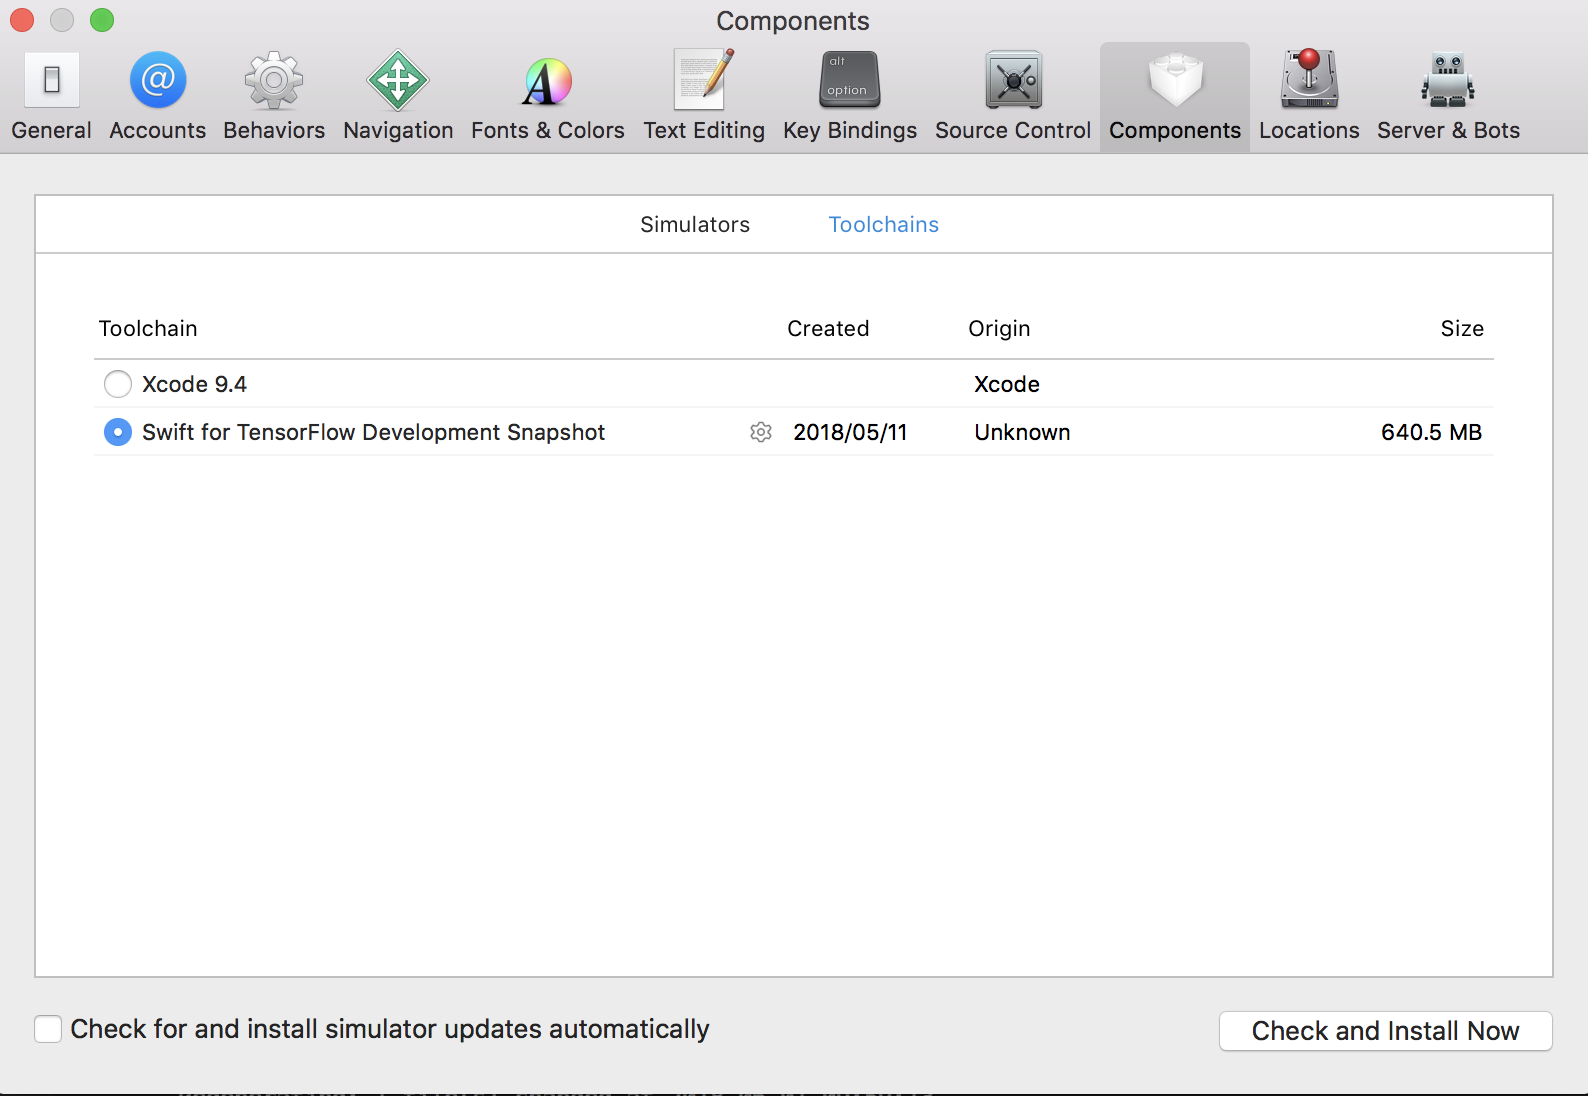 Components
alt
option
General Accounts Behaviors Navigation Fonts & Colors Text Editing Key Bindings Source Control Components Locations Server & Bots
Simulators Toolchains
Toolchain Created Origin Size
Xcode 9.4 Xcode
Swift for TensorFlow Development Snapshot 2018/05/11 Unknown 640.5 MB
Check for and install simulator updates automatically Check and Install Now